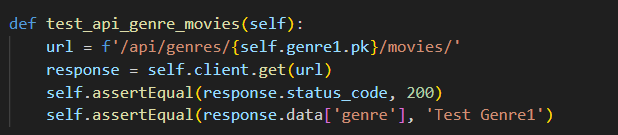 def test_api_genre_movies(self):
    url = f'/api/genres/{self.genre1.pk}/movies/'
    response = self.client.get(url)
    self.assertEqual(response.status_code, 200)
    self.assertEqual(response.data['genre'], 'Test Genre1')